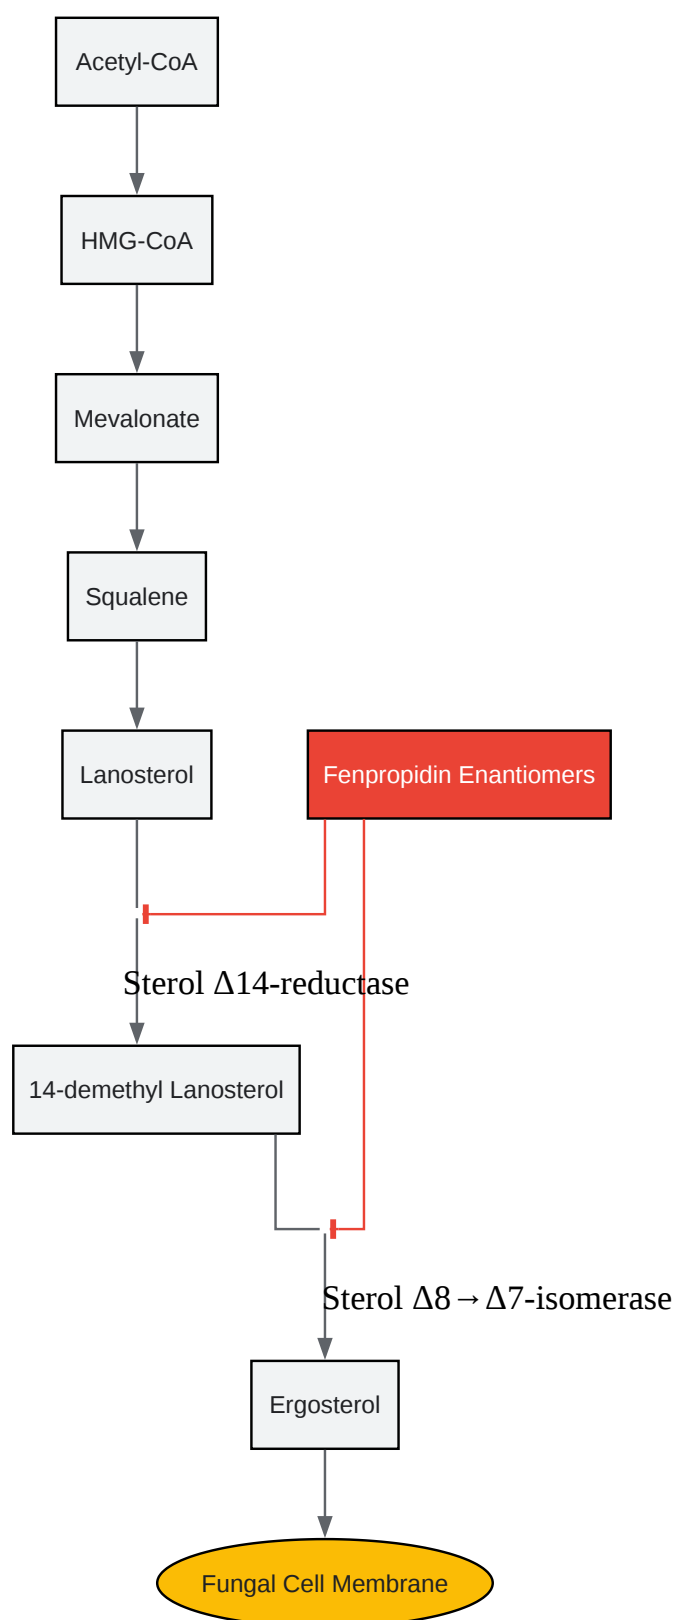 Acetyl-CoA
HMG-CoA
Mevalonate
Squalene
Lanosterol
Fenpropidin Enantiomers
Sterol Δ14-reductase
14-demethyl Lanosterol
Sterol Δ8→Δ7-isomerase
Ergosterol
Fungal Cell Membrane